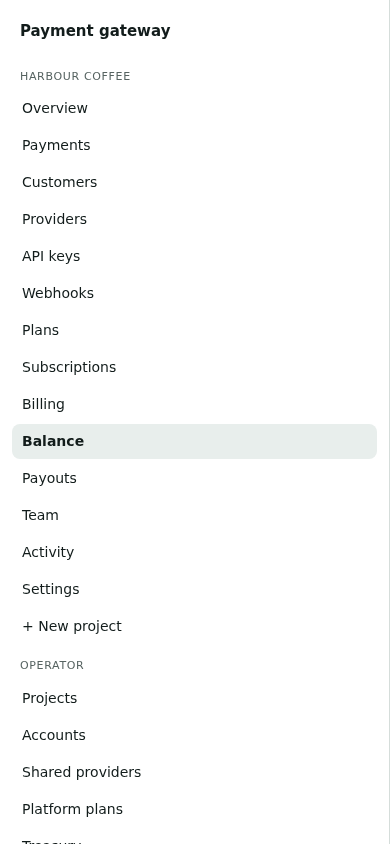 Payment gateway
HARBOUR COFFEE
Overview
Payments
Customers
Providers
API keys
Webhooks
Plans
Subscriptions
Billing
Balance
Payouts
Team
Activity
Settings
+ New project
OPERATOR
Projects
Accounts
Shared providers
Platform plans